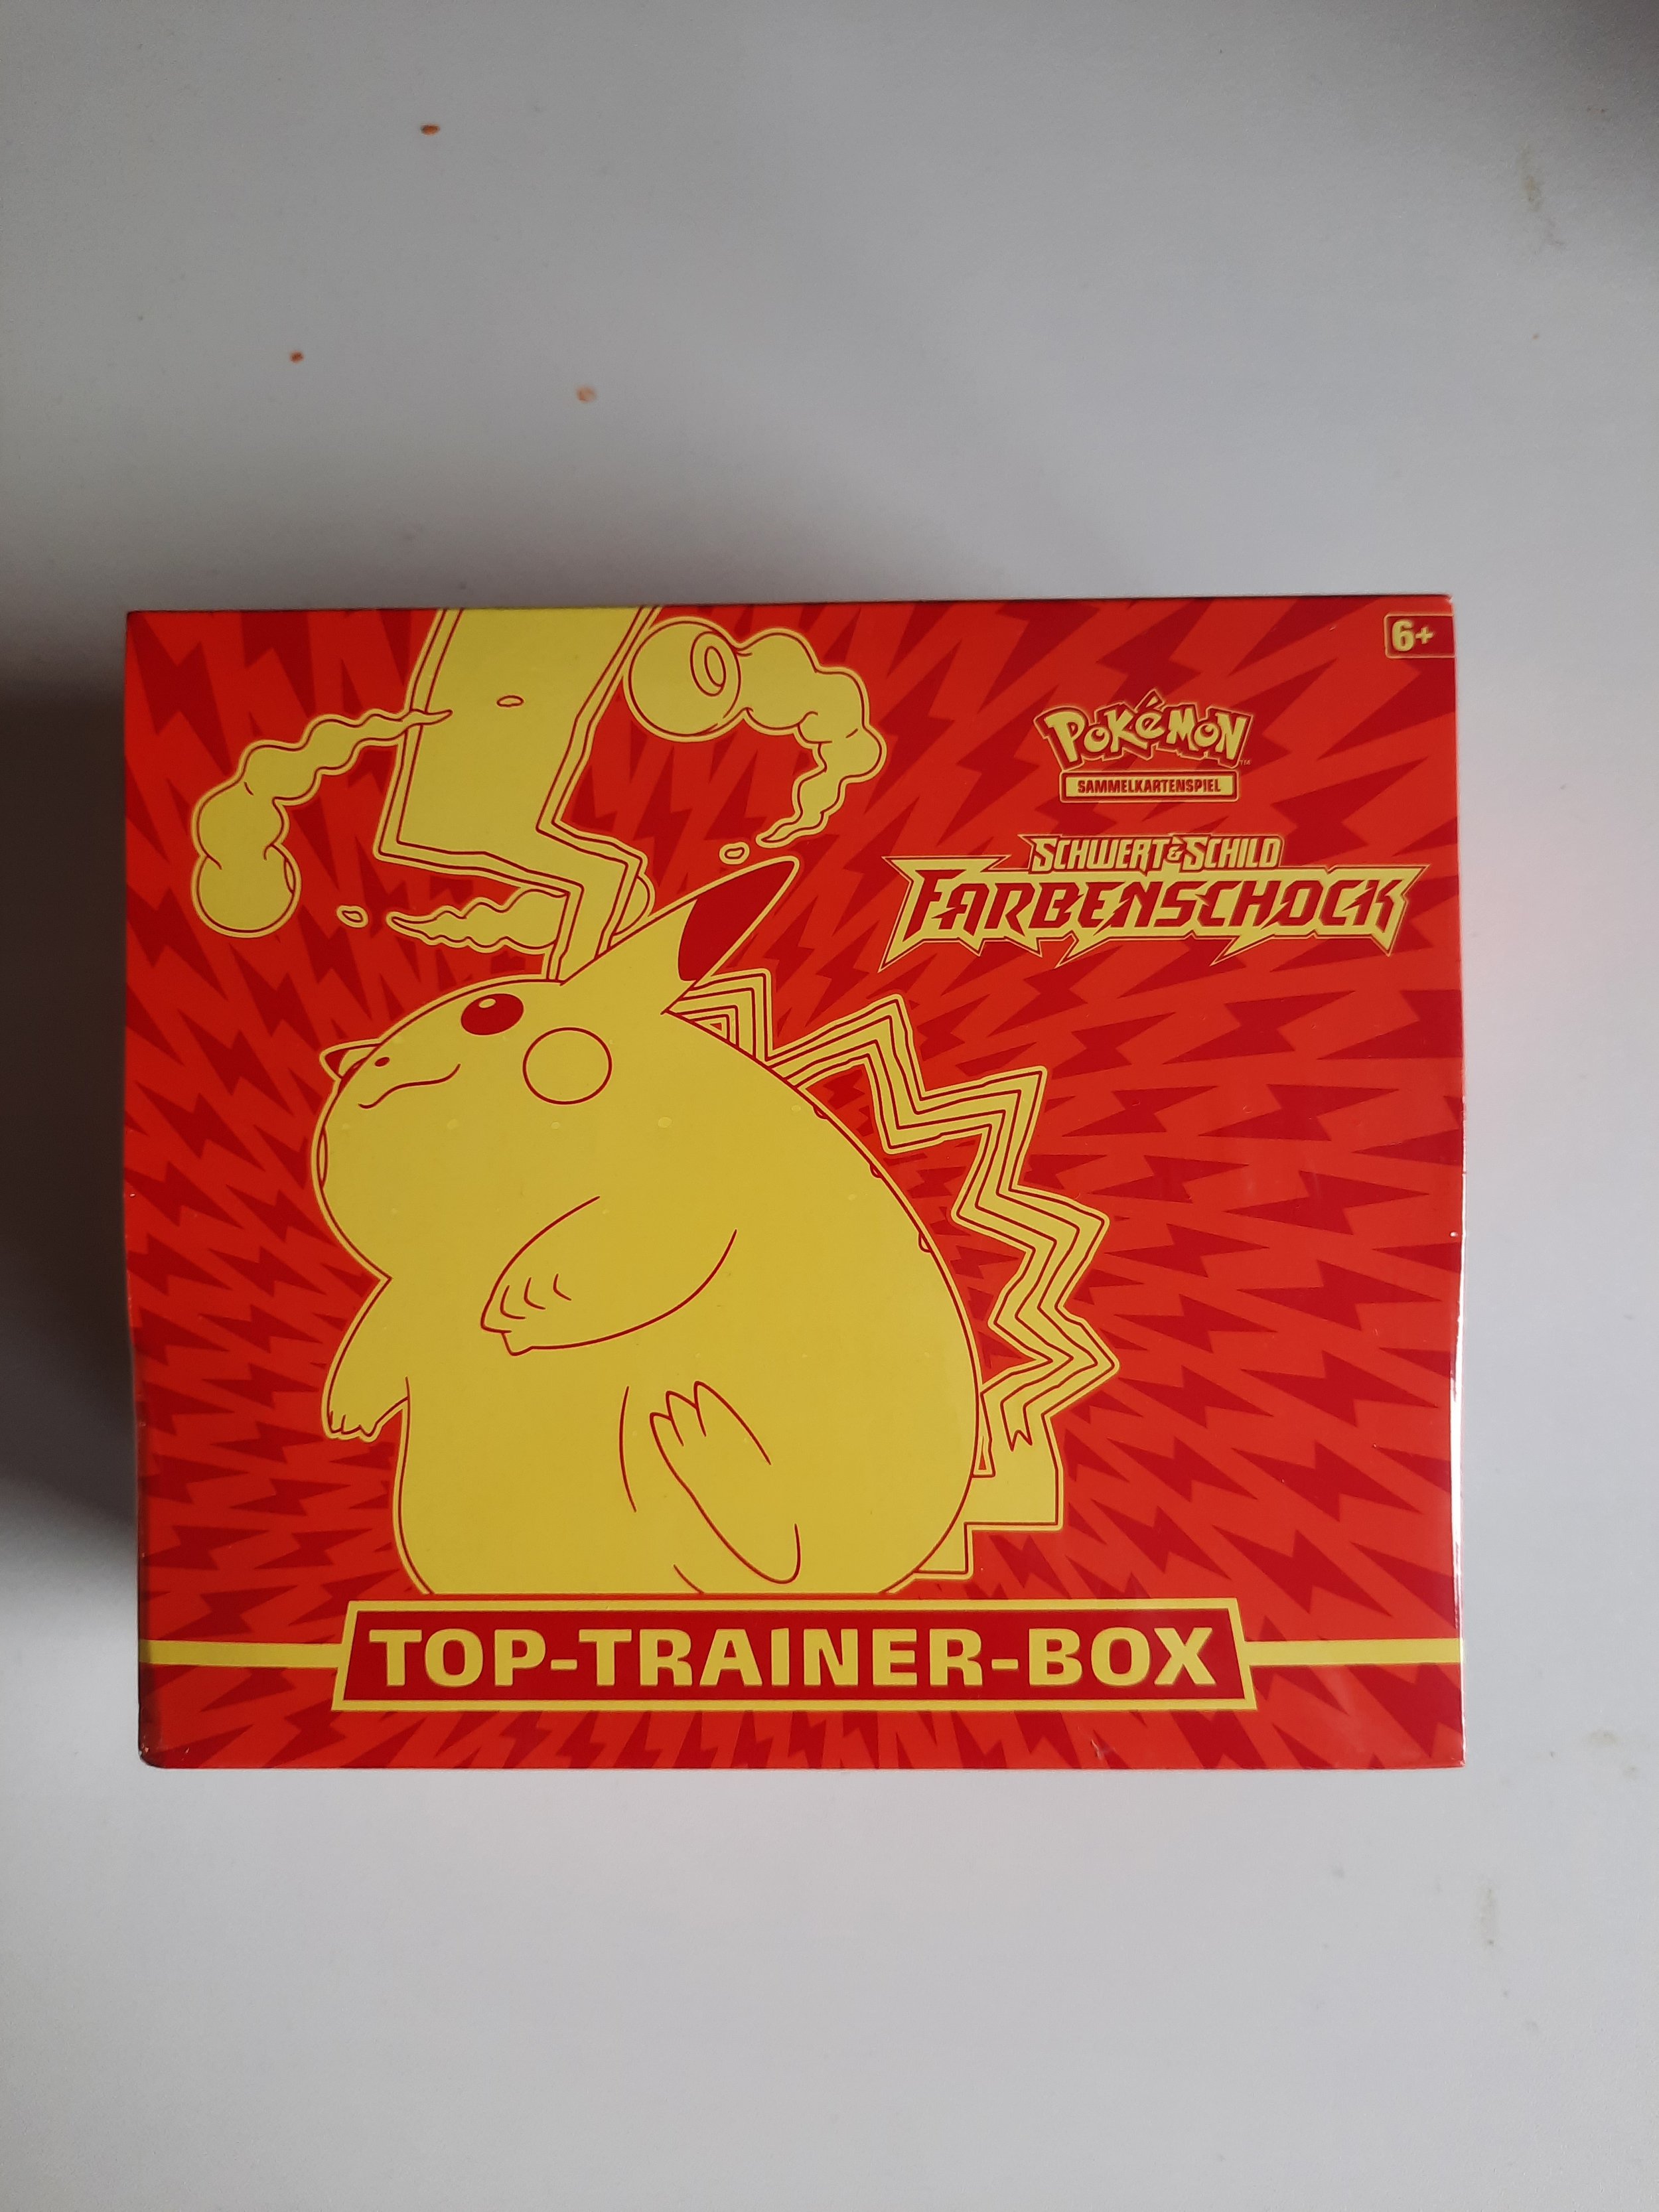 6+
POKéMON
SAMMELKARTENSPIEL
SCHWERT & SCHILD
FARBENSCHOCK
TOP-TRAINER-BOX